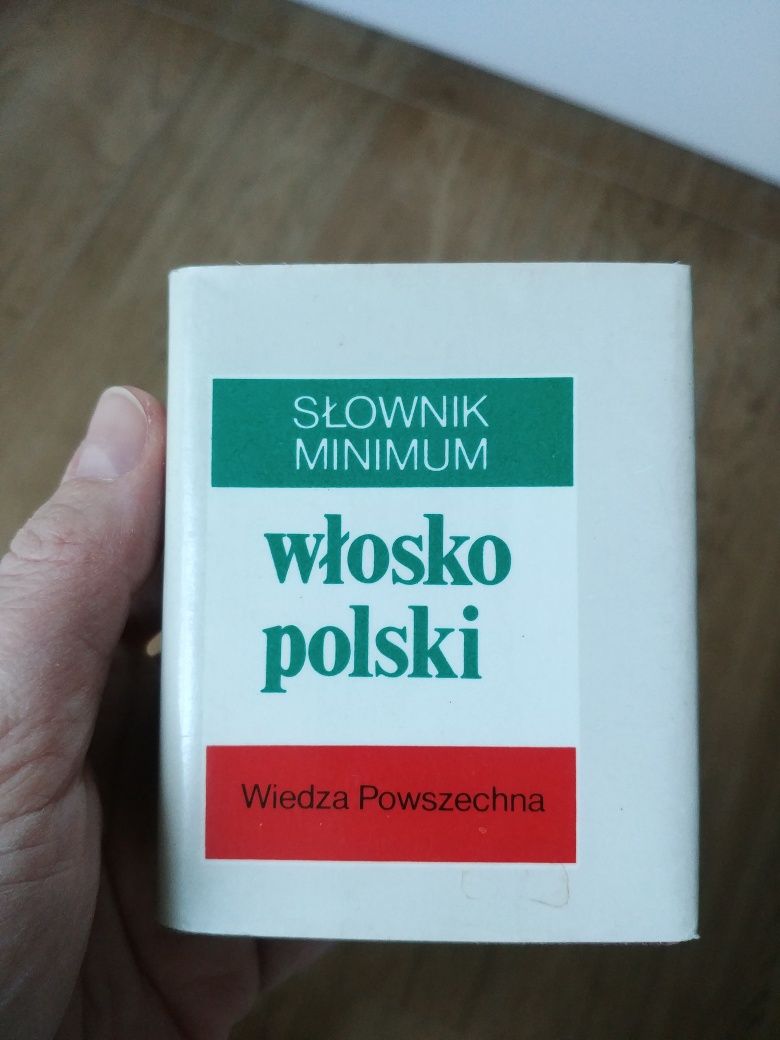 SŁOWNIK
MINIMUM
włosko
polski
Wiedza Powszechna